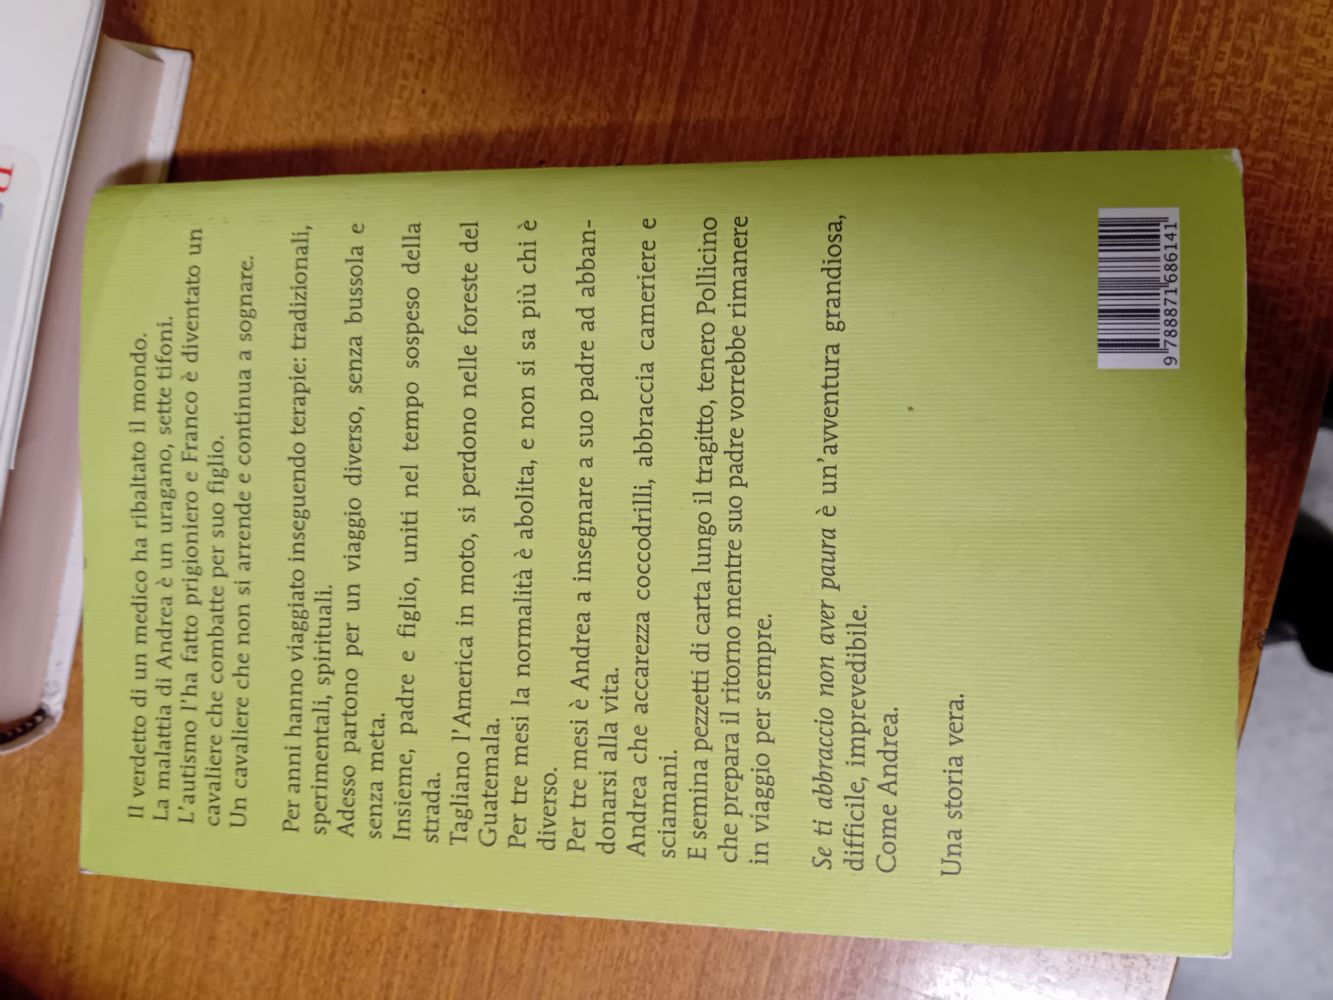 Il verdetto di un medico ha ribaltato il mondo.
La malattia di Andrea è un uragano, sette tifoni.
L'autismo l'ha fatto prigioniero e Franco è diventato un
cavaliere che combatte per suo figlio.
Un cavaliere che non si arrende e continua a sognare.
Per anni hanno viaggiato inseguendo terapie: tradizionali,
sperimentali, spirituali.
Adesso partono per un viaggio diverso, senza bussola e
senza meta.
Insieme, padre e figlio, uniti nel tempo sospeso della
strada.
Tagliano l'America in moto, si perdono nelle foreste del
Guatemala.
Per tre mesi la normalità è abolita, e non si sa più chi è
diverso.
Per tre mesi è Andrea a insegnare a suo padre ad abban-
donarsi alla vita.
Andrea che accarezza coccodrilli, abbraccia cameriere e
sciamani.
E semina pezzetti di carta lungo il tragitto, tenero Pollicino
che prepara il ritorno mentre suo padre vorrebbe rimanere
in viaggio per sempre.
Se ti abbraccio non aver paura è un'avventura grandiosa,
difficile, imprevedibile.
Come Andrea.
Una storia vera.
9 788871 686141